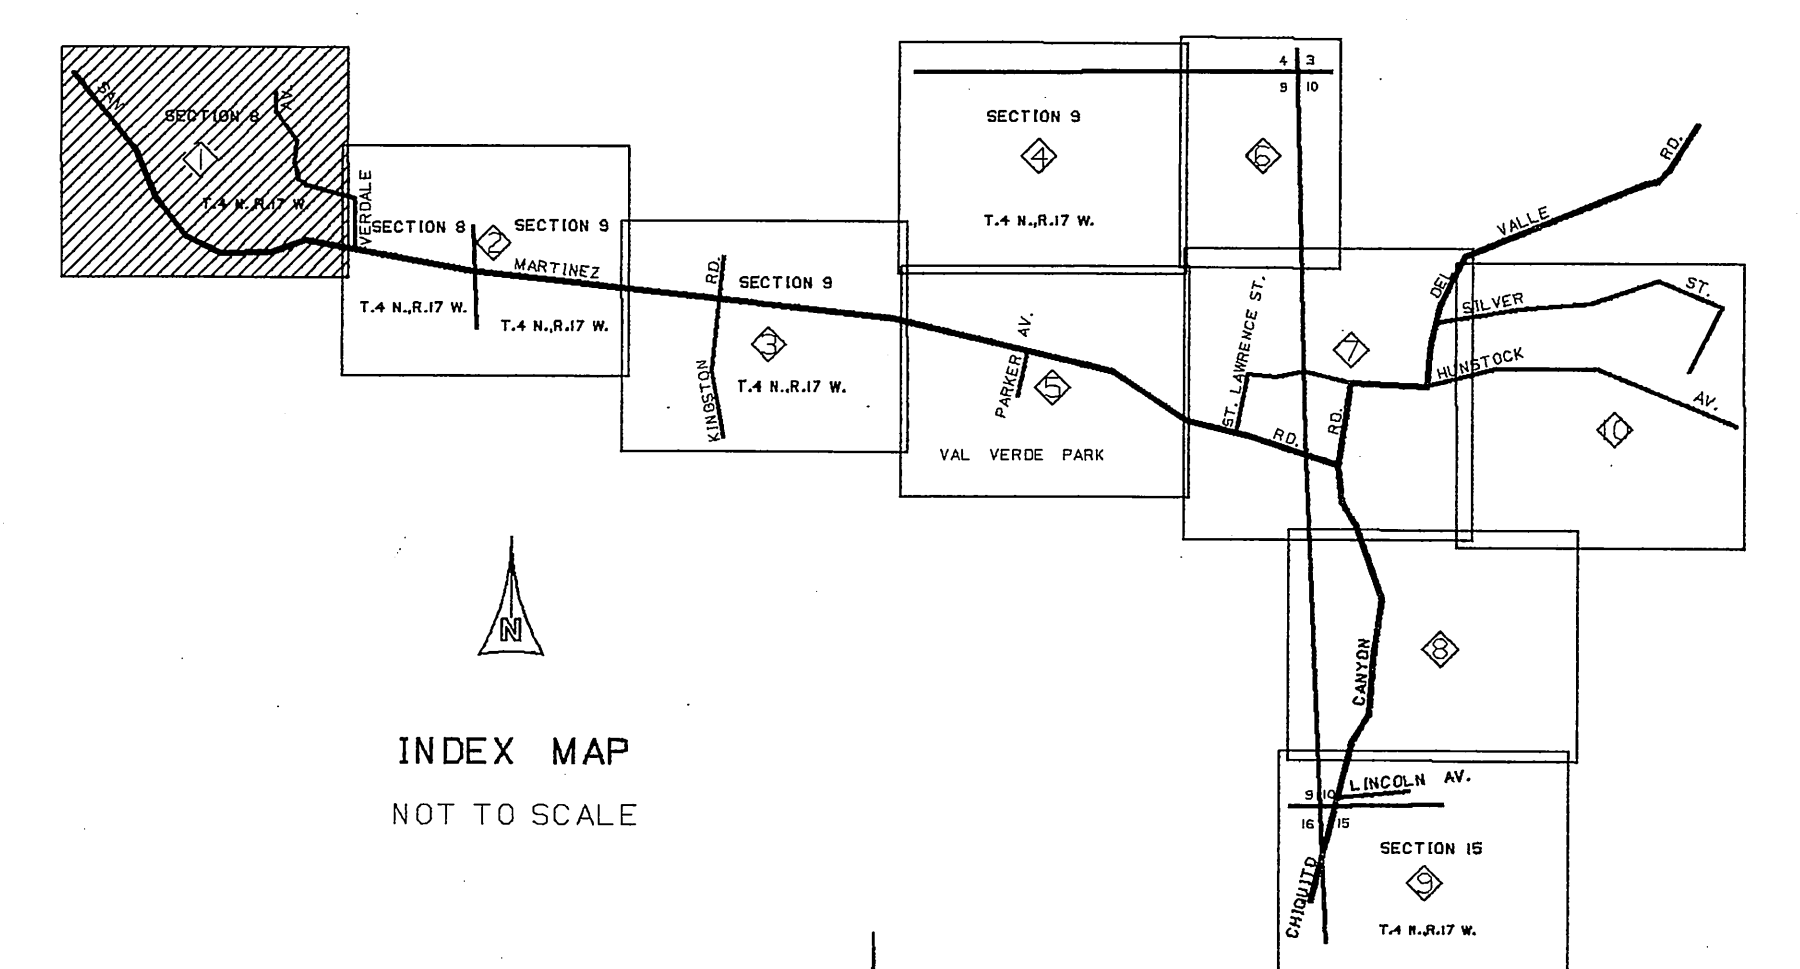 SAM
SECTION 8
AV.
1
T.4 N.,R.17 W.
VERDALE
SECTION 8
2
SECTION 9
MARTINEZ
T.4 N.,R.17 W.
T.4 N.,R.17 W.
RD.
SECTION 9
3
KINGSTON
T.4 N.,R.17 W.
SECTION 9
4
T.4 N.,R.17 W.
4 3
9 10
6
PARKER AV.
5
VAL VERDE PARK
ST. LAWRENCE ST.
7
RD.
RD.
DEL
VALLE
RD.
SILVER
ST.
HUNSTOCK
AV.
10
N
8
CANYON
INDEX MAP
NOT TO SCALE
LINCOLN AV.
9 10
16 15
SECTION 15
9
CHIQUITO
T.4 N.,R.17 W.